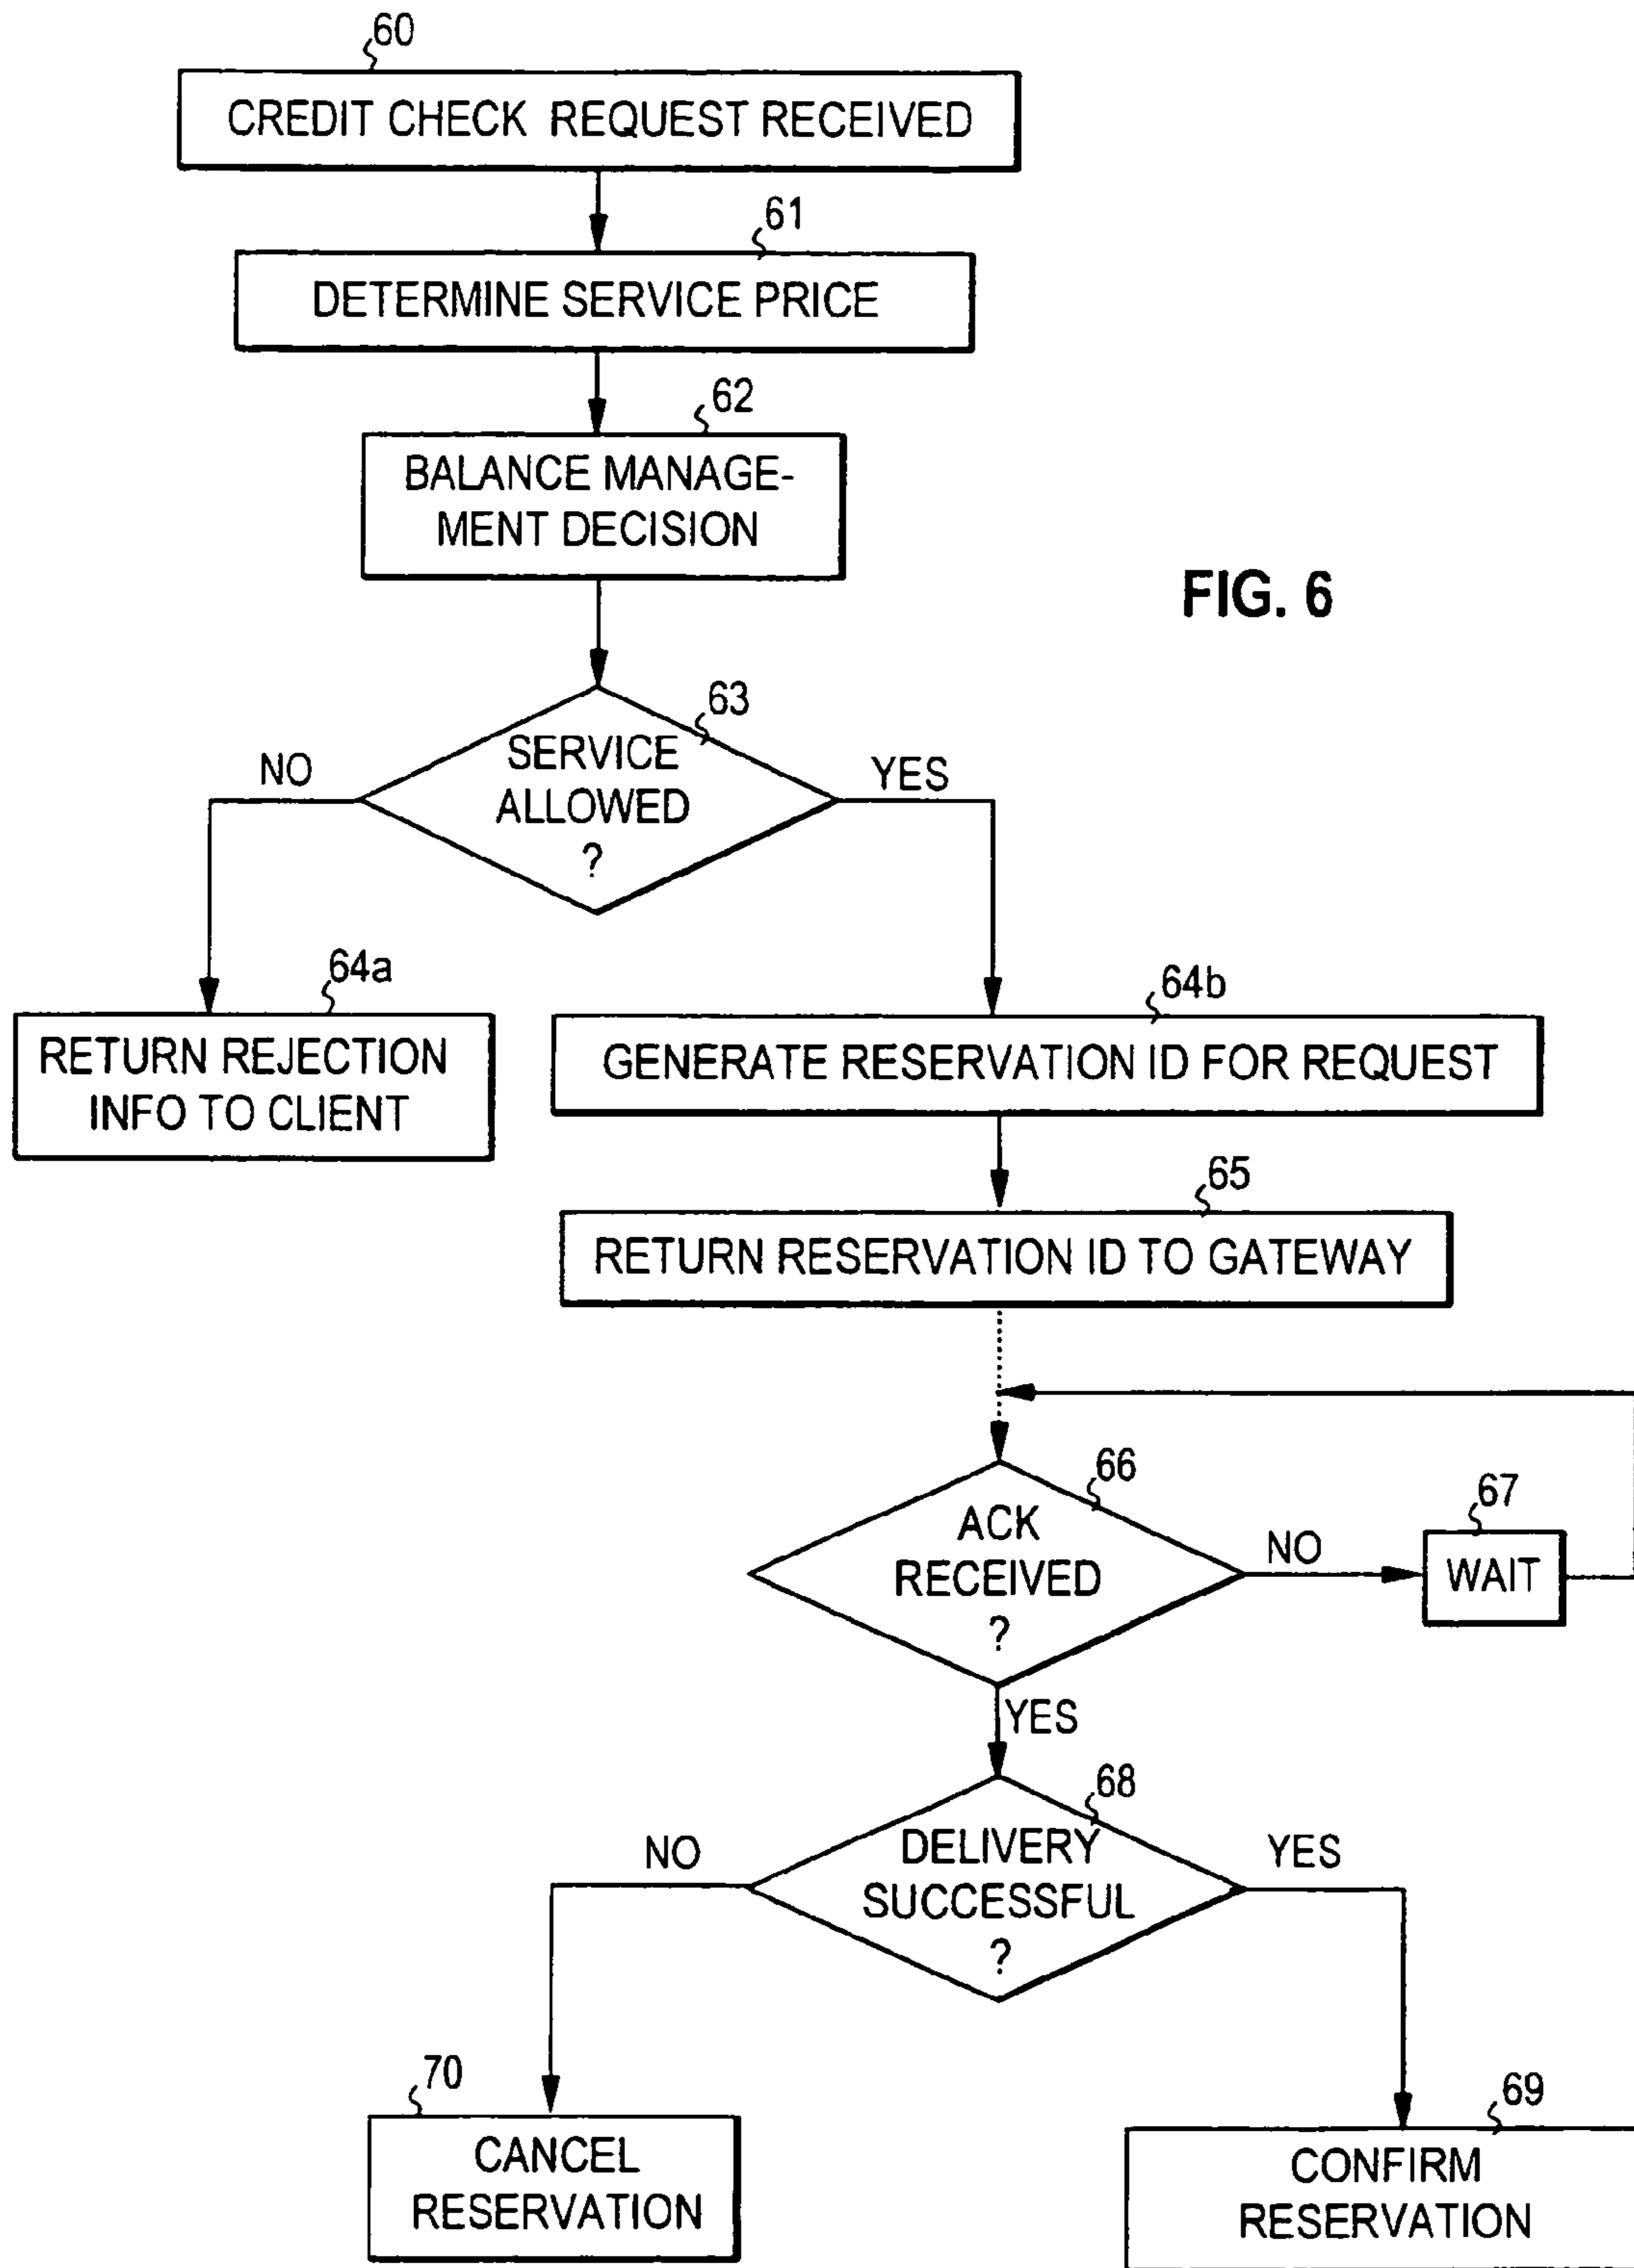 60
CREDIT CHECK REQUEST RECEIVED
61
DETERMINE SERVICE PRICE
62
BALANCE MANAGE-
MENT DECISION
FIG. 6
63
SERVICE
ALLOWED
?
NO
YES
64a
RETURN REJECTION
INFO TO CLIENT
64b
GENERATE RESERVATION ID FOR REQUEST
65
RETURN RESERVATION ID TO GATEWAY
66
ACK
RECEIVED
?
NO
67
WAIT
YES
68
DELIVERY
SUCCESSFUL
?
NO
YES
70
CANCEL
RESERVATION
69
CONFIRM
RESERVATION